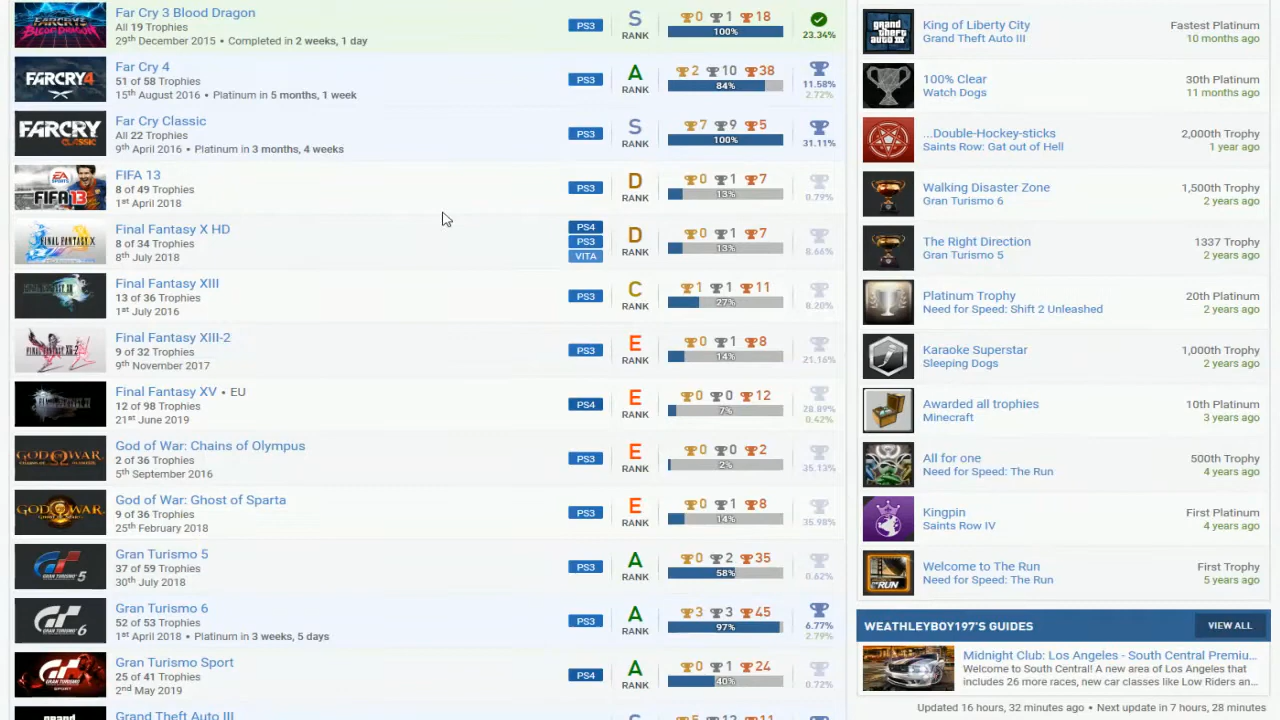 Far Cry 3 Blood Dragon
All 19 Trophies
29th December 2015 • Completed in 2 weeks, 1 day
PS3
S
RANK
0 1 18
100%
23.34%
Far Cry 4
51 of 58 Trophies
15th August 2016 • Platinum in 5 months, 1 week
PS3
A
RANK
2 10 38
84%
11.58%
2.72%
FARCRY4
Far Cry Classic
All 22 Trophies
9th April 2016 • Platinum in 3 months, 4 weeks
PS3
S
RANK
7 9 5
100%
31.11%
FARCRY
CLASSIC
FIFA 13
8 of 49 Trophies
PS3
D
RANK
0 1 7
13%
0.79%
EA
SPORTS
FIFA 13
Final Fantasy X HD
8 of 34 Trophies
6th July 2018
PS4
PS3
VITA
D
RANK
0 1 7
13%
8.66%
Final Fantasy XIII
13 of 36 Trophies
PS3
C
RANK
1 1 11
27%
8.20%
Final Fantasy XIII-2
9 of 32 Trophies
PS3
E
RANK
0 1 8
14%
21.16%
Final Fantasy XV • EU
12 of 98 Trophies
PS4
E
RANK
0 0 12
7%
28.89%
0.42%
God of War: Chains of Olympus
2 of 36 Trophies
PS3
E
RANK
0 0 2
2%
35.13%
God of War: Ghost of Sparta
9 of 36 Trophies
25th February 2018
PS3
E
RANK
0 1 8
14%
35.98%
Gran Turismo 5
37 of 59 Trophies
30th July 2018
PS3
A
RANK
0 2 35
58%
0.62%
Gran Turismo 6
52 of 53 Trophies
1st April 2018 • Platinum in 3 weeks, 5 days
PS3
A
RANK
3 3 45
97%
6.77%
2.79%
Gran Turismo Sport
25 of 41 Trophies
PS4
A
RANK
0 1 24
40%
0.72%
Grand Theft Auto III
King of Liberty City
Grand Theft Auto III
Fastest Platinum
10 months ago
100% Clear
Watch Dogs
30th Platinum
11 months ago
...Double-Hockey-sticks
Saints Row: Gat out of Hell
2,000th Trophy
1 year ago
Walking Disaster Zone
Gran Turismo 6
1,500th Trophy
2 years ago
The Right Direction
Gran Turismo 5
1337 Trophy
2 years ago
Platinum Trophy
Need for Speed: Shift 2 Unleashed
20th Platinum
2 years ago
Karaoke Superstar
Sleeping Dogs
1,000th Trophy
2 years ago
Awarded all trophies
Minecraft
10th Platinum
3 years ago
All for one
Need for Speed: The Run
500th Trophy
4 years ago
Kingpin
Saints Row IV
First Platinum
4 years ago
Welcome to The Run
Need for Speed: The Run
First Trophy
5 years ago
WEATHLEYBOY197'S GUIDES
VIEW ALL
Midnight Club: Los Angeles - South Central Premiu...
Welcome to South Central! A new area of Los Angeles that
includes 26 more races, new car classes like Low Riders an...
Updated 16 hours, 32 minutes ago • Next update in 7 hours, 28 minutes